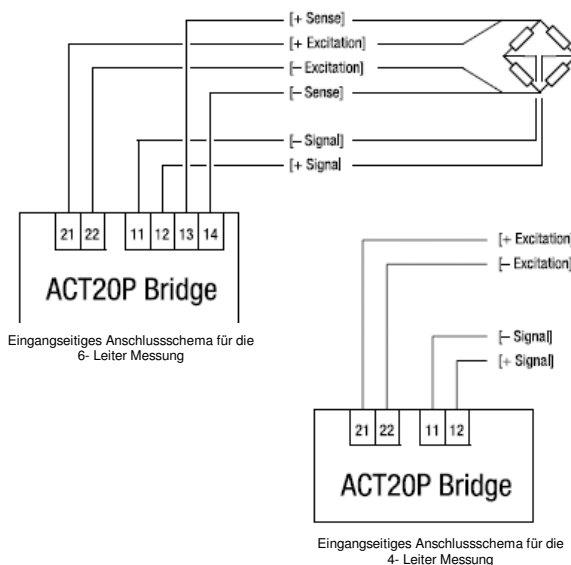 [+ Sense]
[+ Excitation]
[– Excitation]
[– Sense]
[– Signal]
[+ Signal
21 22 11 12 13 14
ACT20P Bridge
Eingangseitiges Anschlussschema für die
6- Leiter Messung
[+ Excitation]
[– Excitation]
[– Signal]
[+ Signal]
21 22 11 12
ACT20P Bridge
Eingangseitiges Anschlussschema für die
4- Leiter Messung